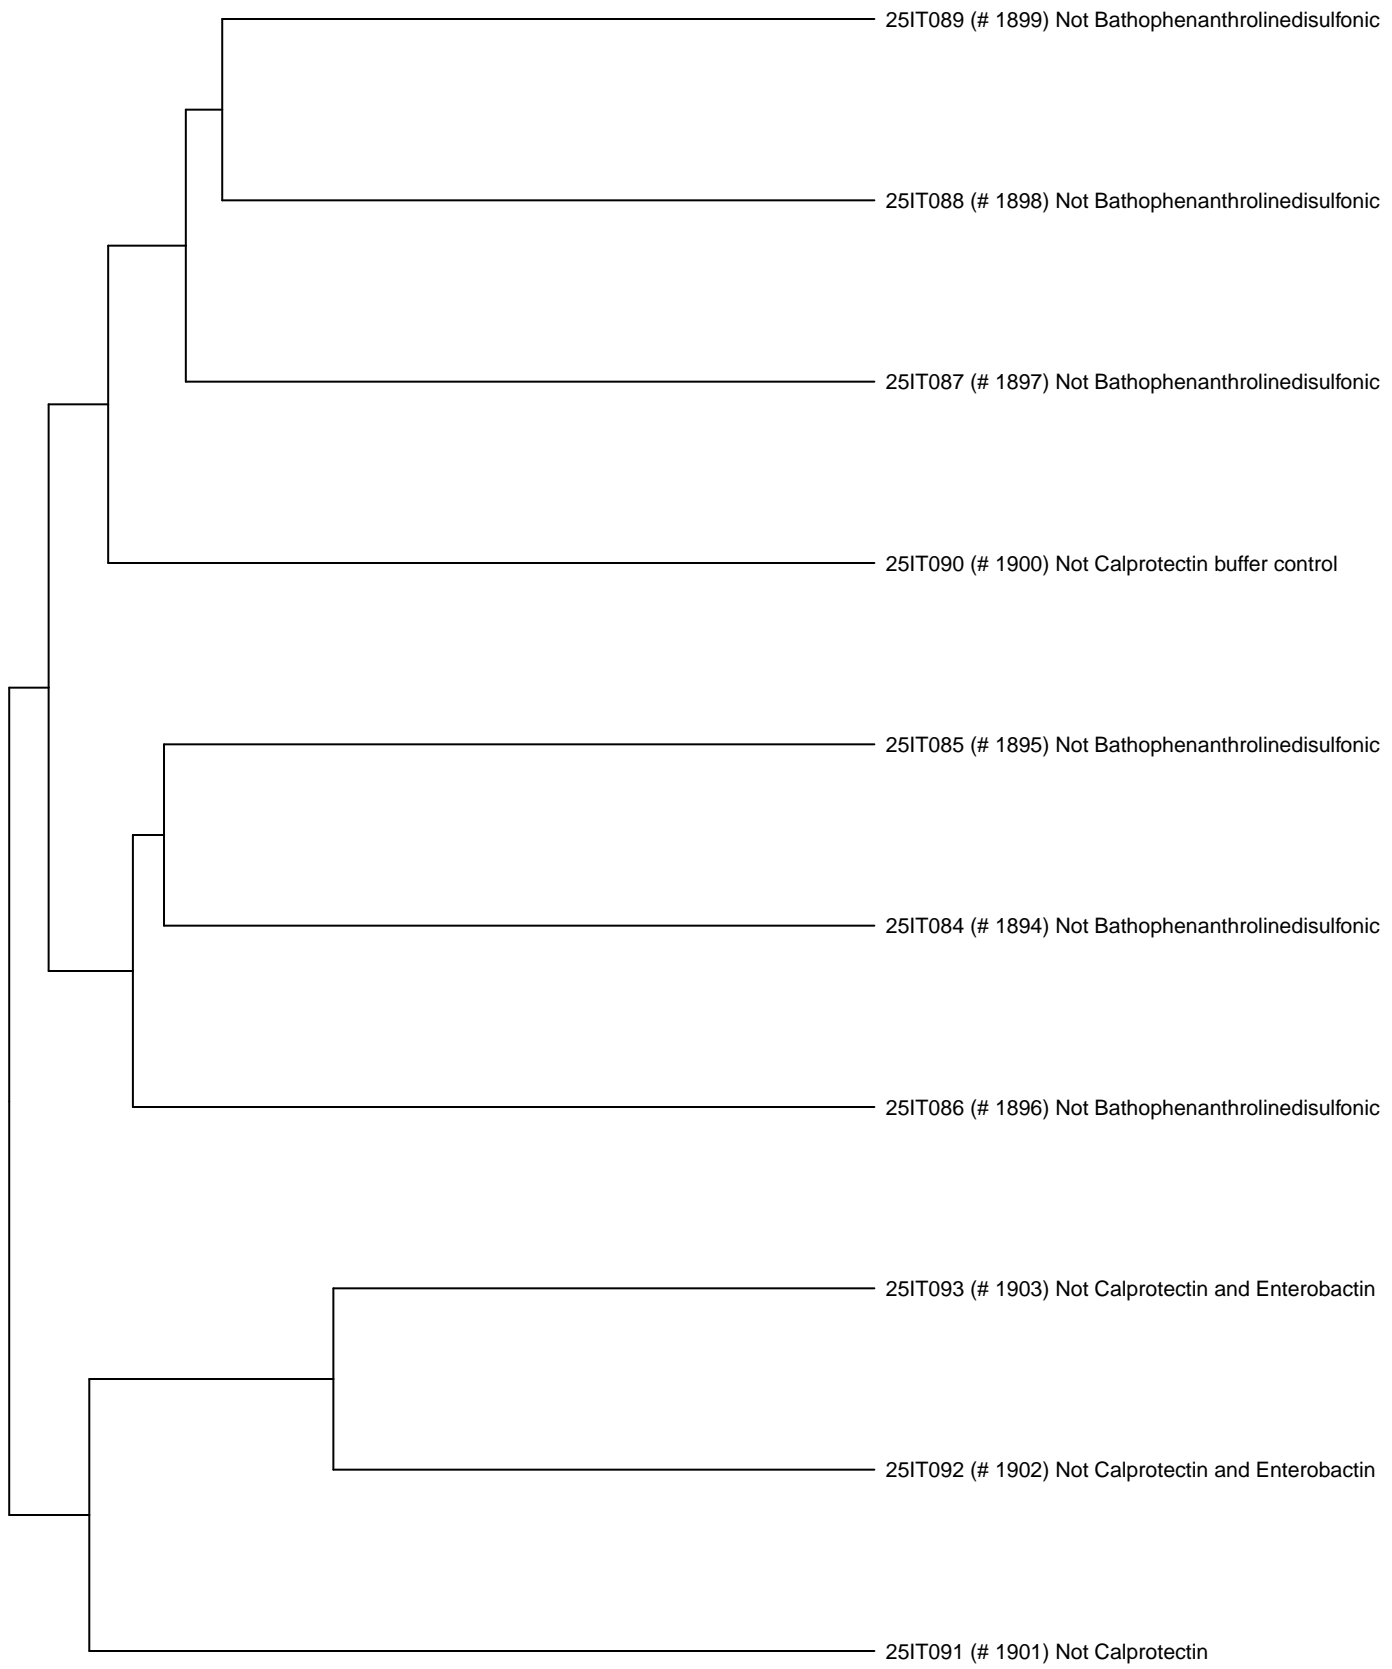 25IT089 (# 1899) Not Bathophenanthrolinedisulfonic
25IT088 (# 1898) Not Bathophenanthrolinedisulfonic
25IT087 (# 1897) Not Bathophenanthrolinedisulfonic
25IT090 (# 1900) Not Calprotectin buffer control
25IT085 (# 1895) Not Bathophenanthrolinedisulfonic
25IT084 (# 1894) Not Bathophenanthrolinedisulfonic
25IT086 (# 1896) Not Bathophenanthrolinedisulfonic
25IT093 (# 1903) Not Calprotectin and Enterobactin
25IT092 (# 1902) Not Calprotectin and Enterobactin
25IT091 (# 1901) Not Calprotectin